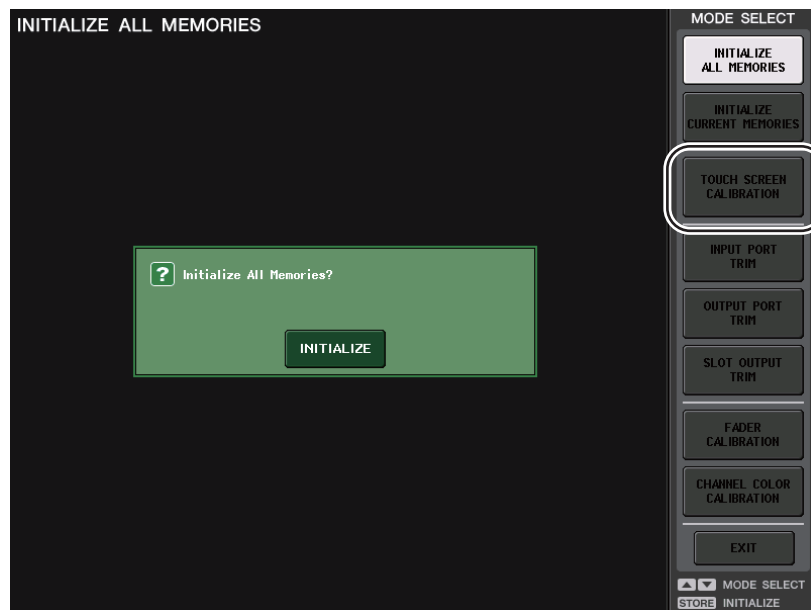 INITIALIZE ALL MEMORIES
? Initialize All Memories?
INITIALIZE
MODE SELECT
INITIALIZE
ALL MEMORIES
INITIALIZE
CURRENT MEMORIES
TOUCH SCREEN
CALIBRATION
INPUT PORT
TRIM
OUTPUT PORT
TRIM
SLOT OUTPUT
TRIM
FADER
CALIBRATION
CHANNEL COLOR
CALIBRATION
EXIT
MODE SELECT
STORE INITIALIZE